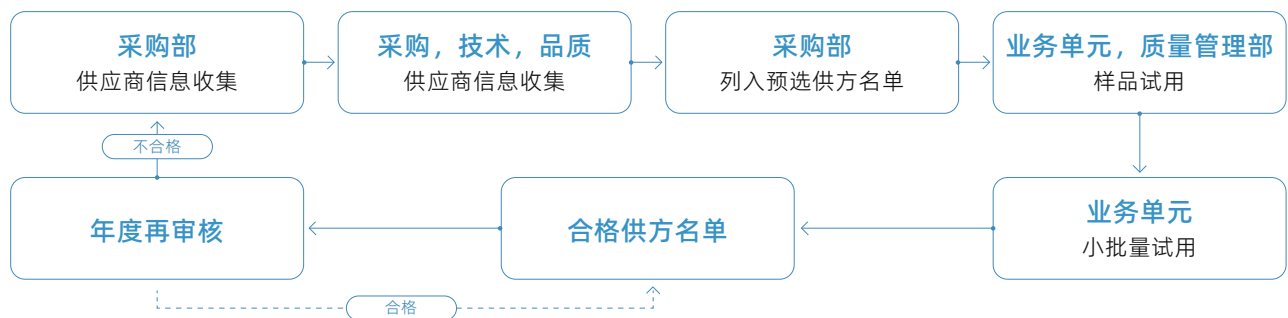 采购部
供应商信息收集
采购，技术，品质
供应商信息收集
采购部
列入预选供方名单
业务单元，质量管理部
样品试用
不合格
年度再审核
合格供方名单
业务单元
小批量试用
合格